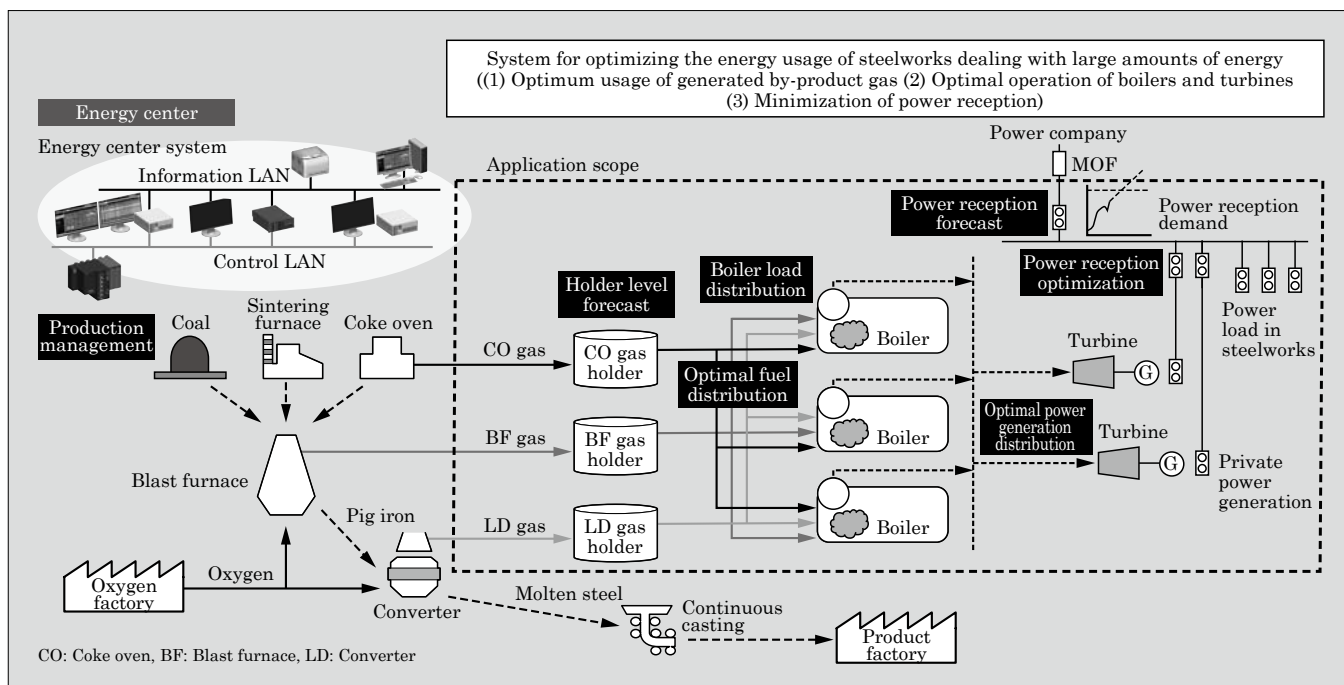 System for optimizing the energy usage of steelworks dealing with large amounts of energy
((1) Optimum usage of generated by-product gas (2) Optimal operation of boilers and turbines
(3) Minimization of power reception)
Energy center
Energy center system
Information LAN
Control LAN
Application scope
Power company
MOF
Power reception
forecast
Power reception
demand
Power reception
optimization
Power
load in
steelworks
Production
management
Coal
Sintering
furnace
Coke oven
CO gas
Holder level
forecast
CO gas
holder
Boiler load
distribution
Optimal fuel
distribution
Boiler
Turbine
G
BF gas
BF gas
holder
Boiler
Optimal power
generation
distribution
Turbine
G
Private
power
generation
Blast furnace
Pig iron
LD gas
LD gas
holder
Boiler
Oxygen
factory
Oxygen
Converter
Molten steel
Continuous
casting
Product
factory
CO: Coke oven, BF: Blast furnace, LD: Converter